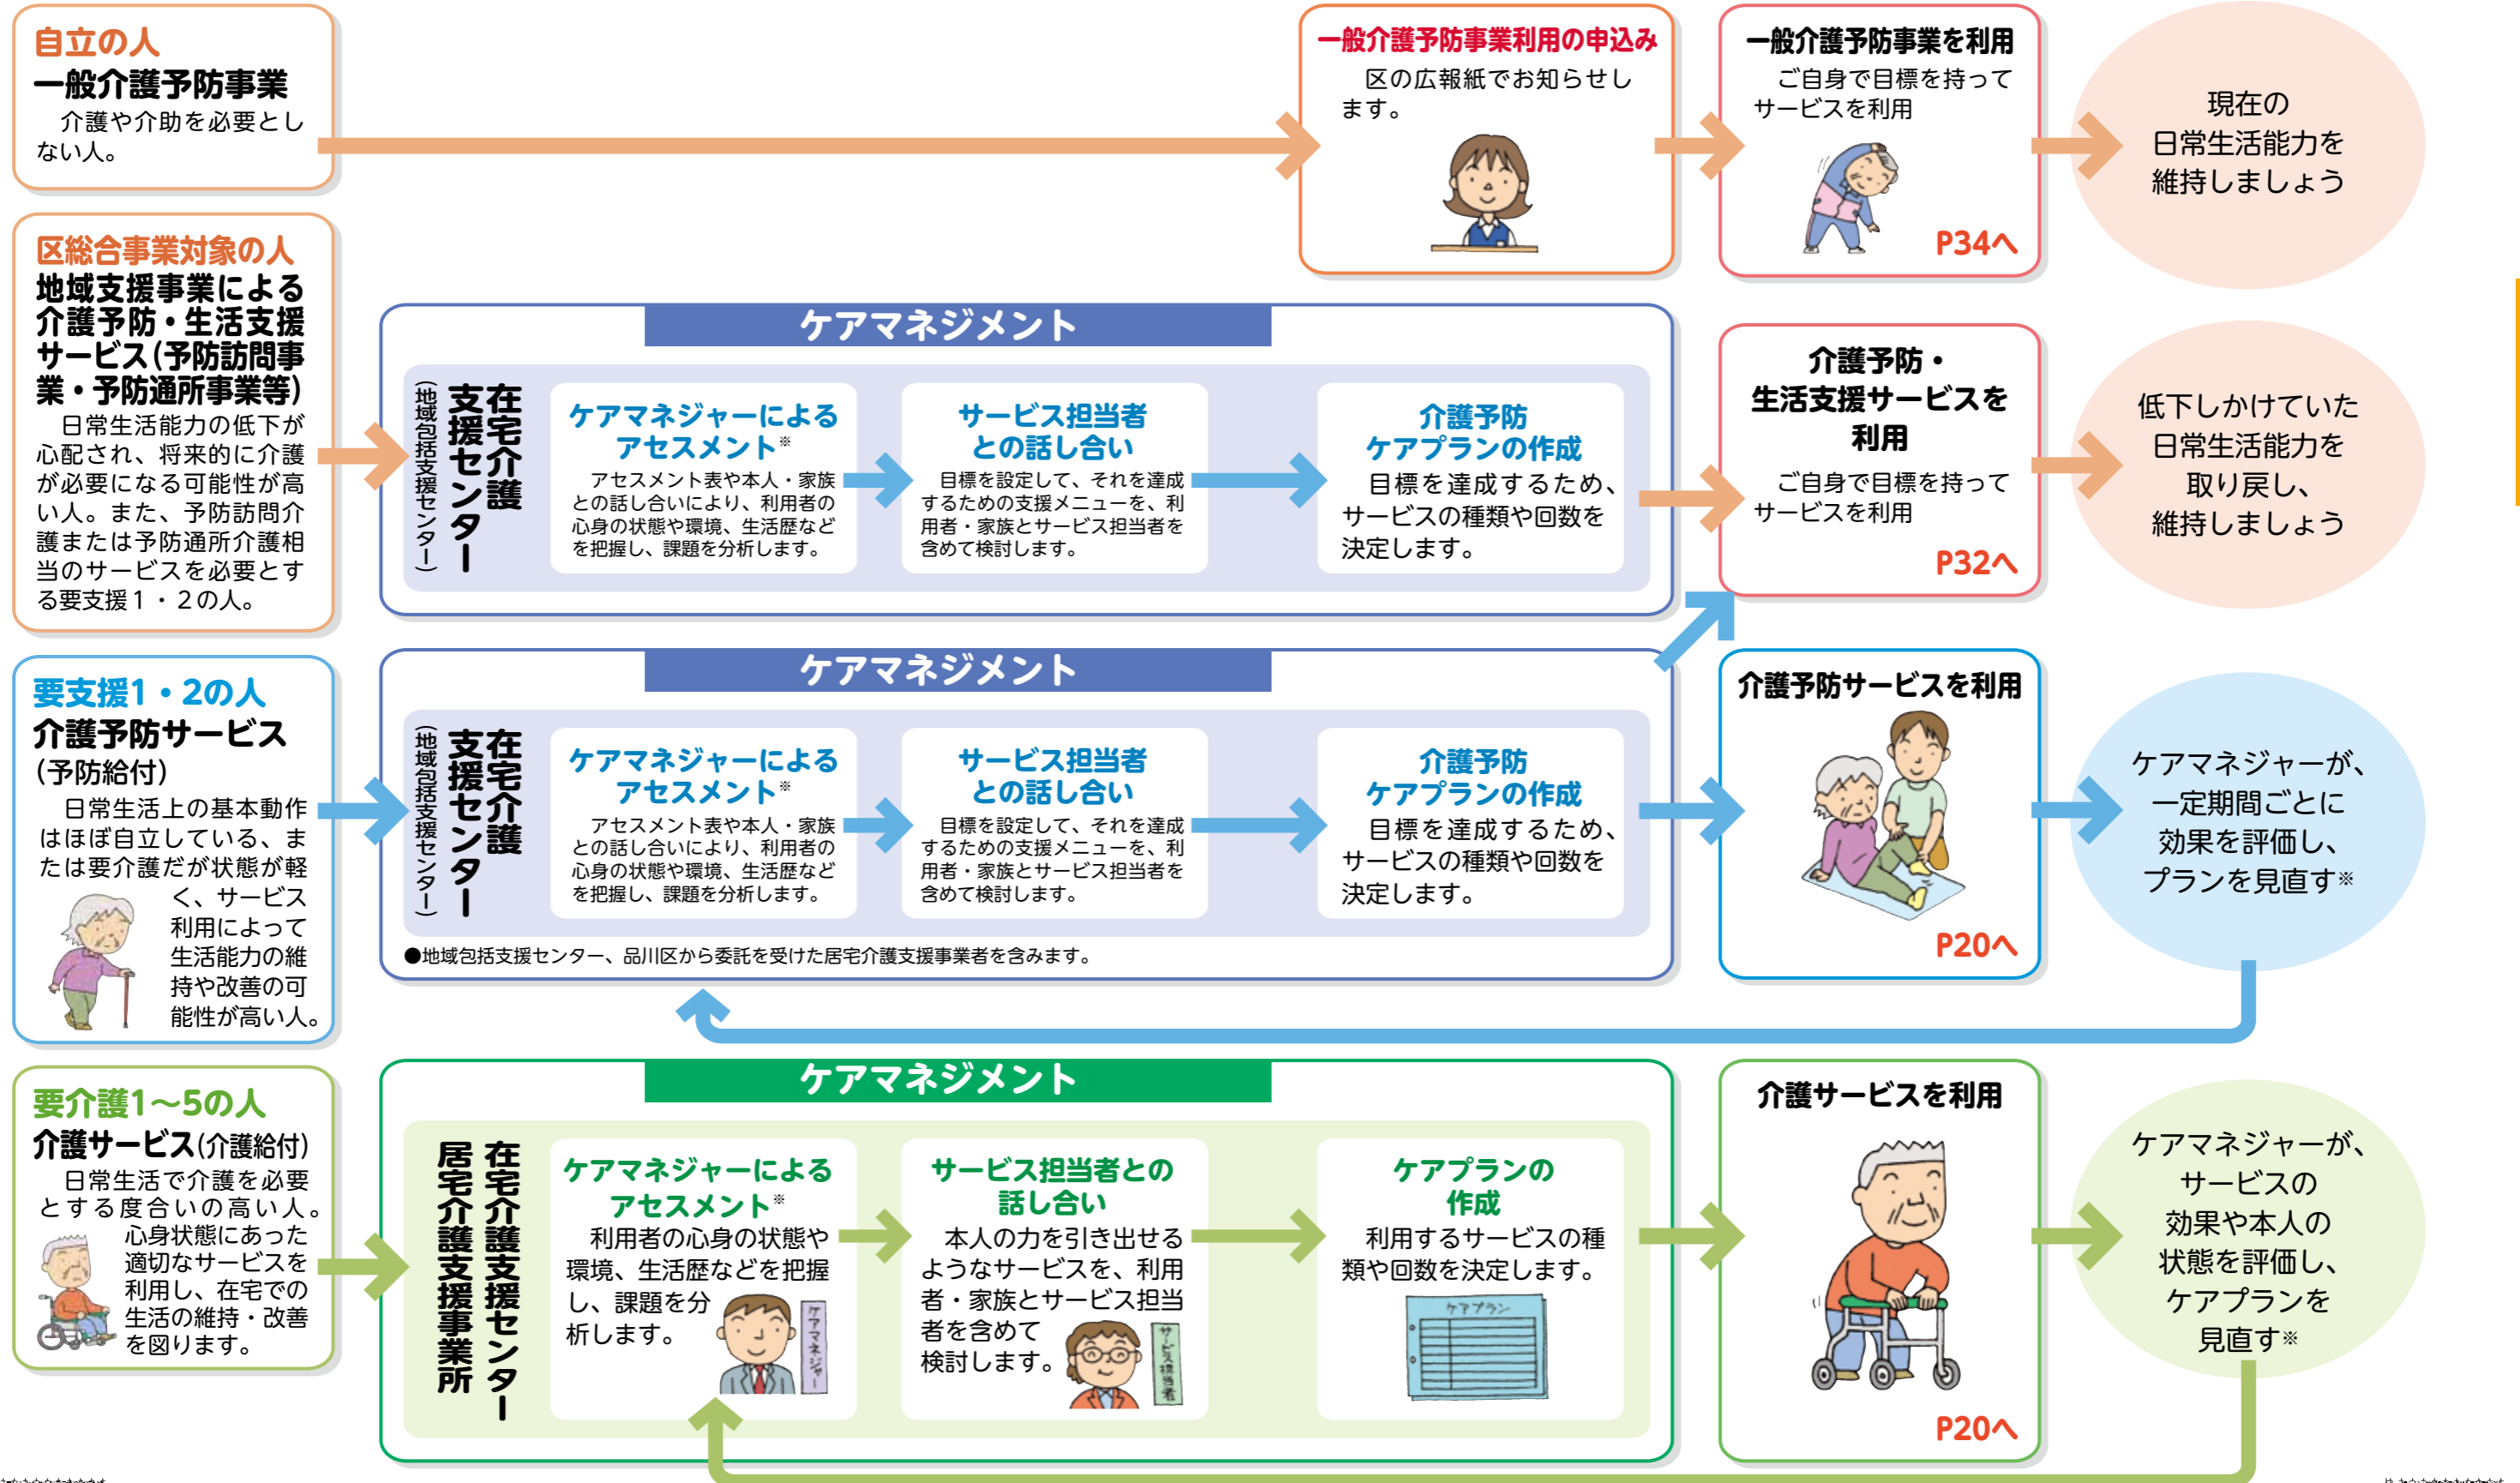 自立の人
一般介護予防事業
介護や介助を必要とし
ない人。
一般介護予防事業利用の申込み
区の広報紙でお知らせし
ます。
一般介護予防事業を利用
ご自身で目標を持って
サービスを利用
P34へ
現在の
日常生活能力を
維持しましょう
区総合事業対象の人
地域支援事業による
介護予防・生活支援
サービス(予防訪問事
業・予防通所事業等)
日常生活能力の低下が
心配され、将来的に介護
が必要になる可能性が高
い人。また、予防訪問介
護または予防通所介護相
当のサービスを必要とす
る要支援1・2の人。
ケアマネジメント
在宅介護
支援センター
(地域包括支援センター)
ケアマネジャーによる
アセスメント※
アセスメント表や本人・家族
との話し合いにより、利用者の
心身の状態や環境、生活歴など
を把握し、課題を分析します。
サービス担当者
との話し合い
目標を設定して、それを達成
するための支援メニューを、利
用者・家族とサービス担当者を
含めて検討します。
介護予防
ケアプランの作成
目標を達成するため、
サービスの種類や回数を
決定します。
介護予防・
生活支援サービスを
利用
ご自身で目標を持って
サービスを利用
P32へ
低下しかけていた
日常生活能力を
取り戻し、
維持しましょう
要支援1・2の人
介護予防サービス
(予防給付)
日常生活上の基本動作
はほぼ自立している、ま
たは要介護だが状態が軽
く、サービス
利用によって
生活能力の維
持や改善の可
能性が高い人。
ケアマネジメント
在宅介護
支援センター
(地域包括支援センター)
ケアマネジャーによる
アセスメント※
アセスメント表や本人・家族
との話し合いにより、利用者の
心身の状態や環境、生活歴など
を把握し、課題を分析します。
サービス担当者
との話し合い
目標を設定して、それを達成
するための支援メニューを、利
用者・家族とサービス担当者を
含めて検討します。
介護予防
ケアプランの作成
目標を達成するため、
サービスの種類や回数を
決定します。
●地域包括支援センター、品川区から委託を受けた居宅介護支援事業者を含みます。
介護予防サービスを利用
P20へ
ケアマネジャーが、
一定期間ごとに
効果を評価し、
プランを見直す※
要介護1～5の人
介護サービス(介護給付)
日常生活で介護を必要
とする度合いの高い人。
心身状態にあった
適切なサービスを
利用し、在宅での
生活の維持・改善
を図ります。
ケアマネジメント
在宅介護支援センター
居宅介護支援事業所
ケアマネジャーによる
アセスメント※
利用者の心身の状態や
環境、生活歴などを把握
し、課題を分
析します。
ケアマネジャー
サービス担当者との
話し合い
本人の力を引き出せる
ようなサービスを、利用
者・家族とサービス担当
者を含めて
検討します。
サービス担当者
ケアプランの
作成
利用するサービスの種
類や回数を決定します。
ケアプラン
介護サービスを利用
P20へ
ケアマネジャーが、
サービスの
効果や本人の
状態を評価し、
ケアプランを
見直す※